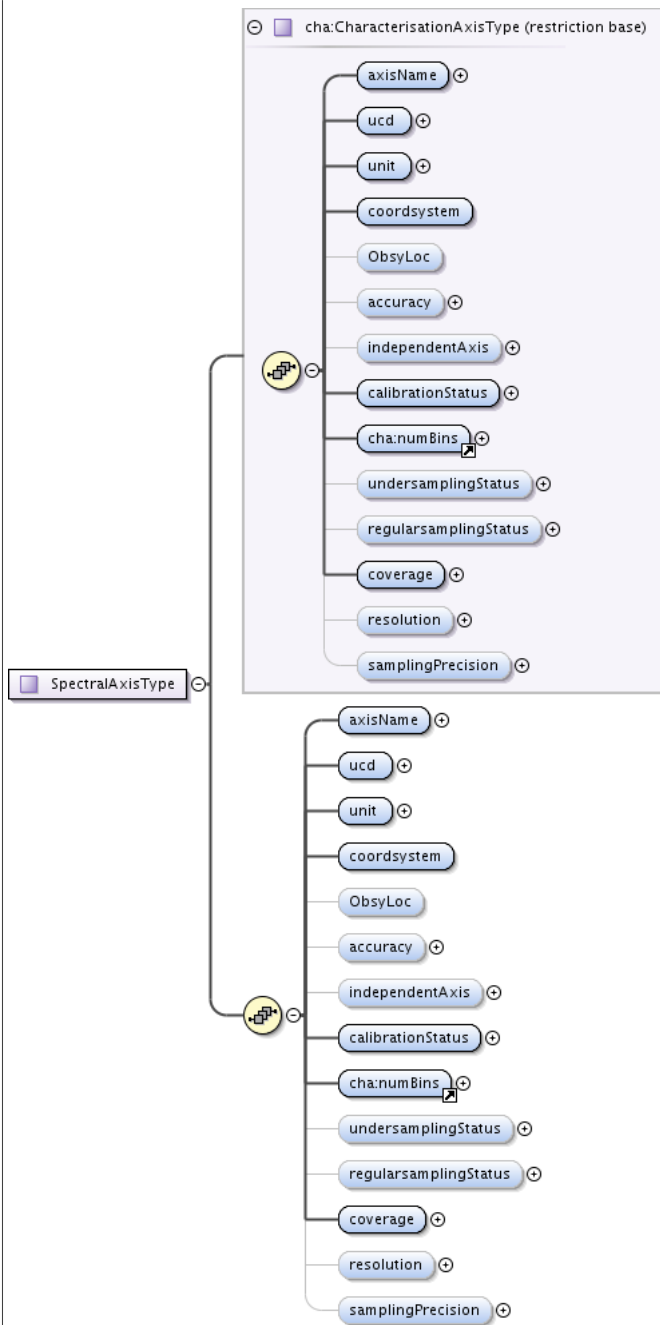 cha:CharacterisationAxisType (restriction base)
axisName
ucd
unit
coordsystem
ObsyLoc
accuracy
independentAxis
calibrationStatus
cha:numBins
undersamplingStatus
regularsamplingStatus
coverage
resolution
samplingPrecision
SpectralAxisType
axisName
ucd
unit
coordsystem
ObsyLoc
accuracy
independentAxis
calibrationStatus
cha:numBins
undersamplingStatus
regularsamplingStatus
coverage
resolution
samplingPrecision